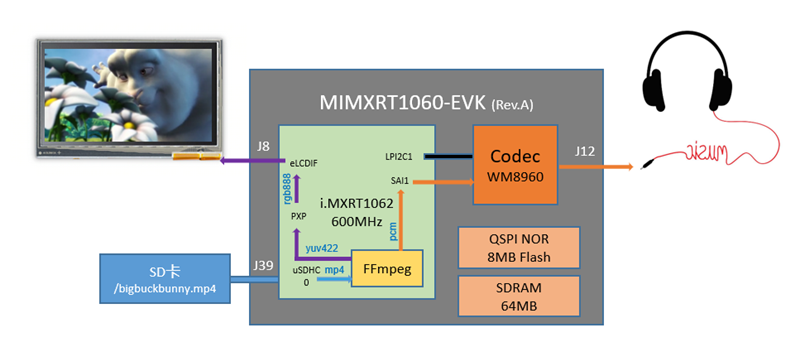 MIMXRT1060-EVK (Rev.A)
J8
eLCDIF
LPI2C1
Codec
WM8960
J12
music
rgb888
SAI1
i.MXRT1062
600MHz
PXP
pcm
yuv422
QSPI NOR
8MB Flash
SD卡
/bigbuckbunny.mp4
J39
uSDHC
0
mp4
FFmpeg
SDRAM
64MB